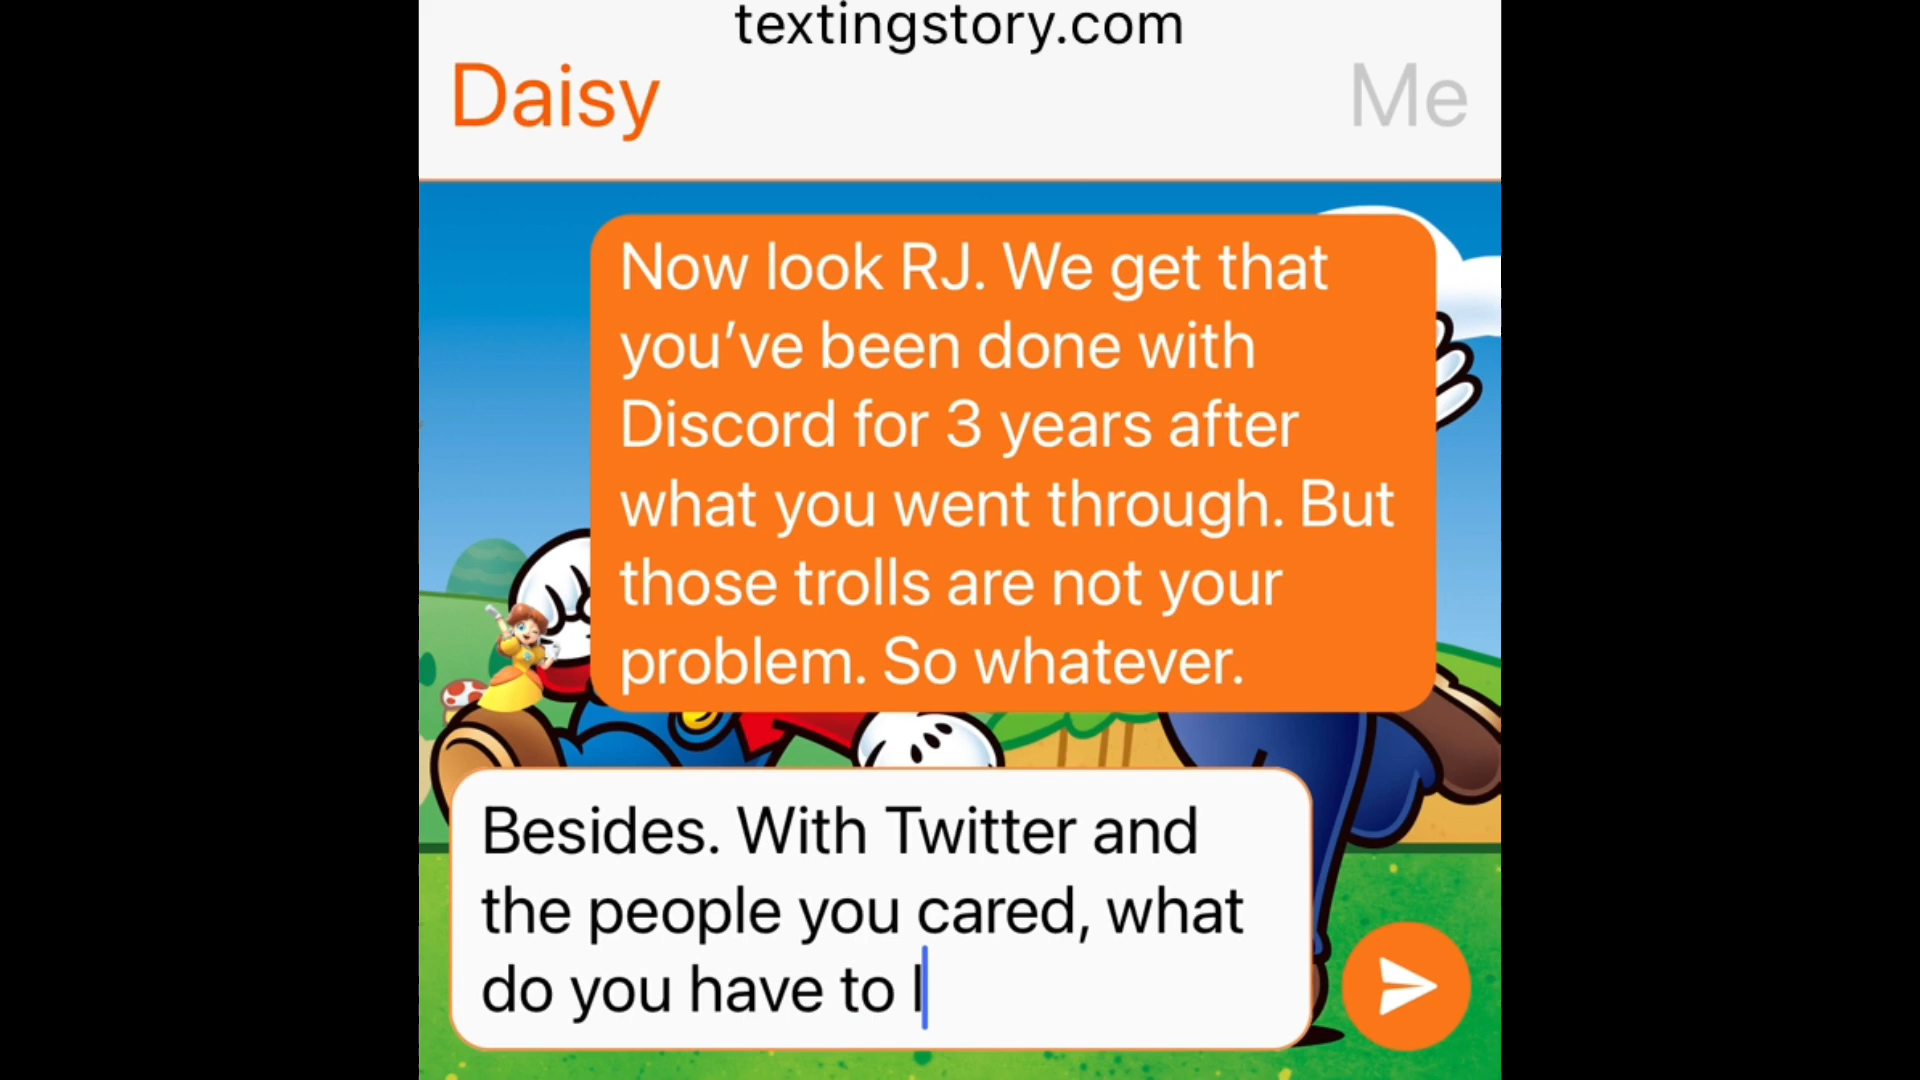 textingstory.com
Daisy
Me
Now look RJ. We get that
you’ve been done with
Discord for 3 years after
what you went through. But
those trolls are not your
problem. So whatever.
Besides. With Twitter and
the people you cared, what
do you have to l